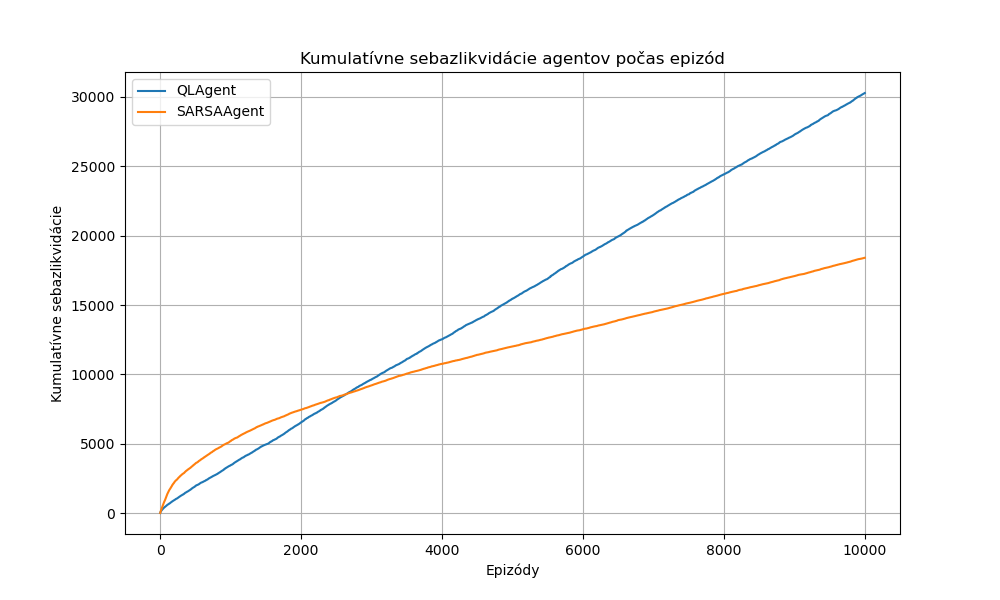 Kumulatívne sebazlikvidácie agentov počas epizód
QLAgent
SARSAAgent
Kumulatívne sebazlikvidácie
30000
25000
20000
15000
10000
5000
0
0 2000 4000 6000 8000 10000
Epizódy